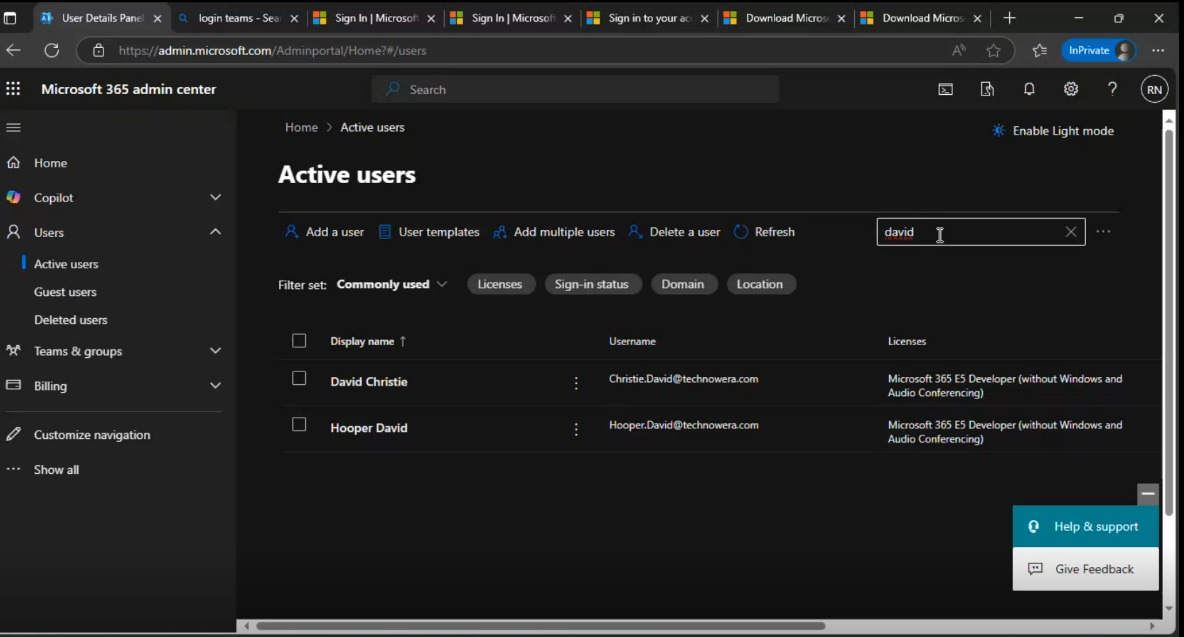 User Details Panel
login teams - Sea
Sign In | Microsoft
Sign In | Microsoft
Sign in to your ac
Download Micros
Download Micros
https://admin.microsoft.com/Adminportal/Home?#/users
InPrivate
Microsoft 365 admin center
Search
RN
Home
Copilot
Users
Active users
Guest users
Deleted users
Teams & groups
Billing
Customize navigation
Show all
Home > Active users
Enable Light mode
Active users
Add a user
User templates
Add multiple users
Delete a user
Refresh
david
Filter set: Commonly used
Licenses
Sign-in status
Domain
Location
Display name ↑
Username
Licenses
David Christie
Christie.David@technowera.com
Microsoft 365 E5 Developer (without Windows and
Audio Conferencing)
Hooper David
Hooper.David@technowera.com
Microsoft 365 E5 Developer (without Windows and
Audio Conferencing)
Help & support
Give Feedback